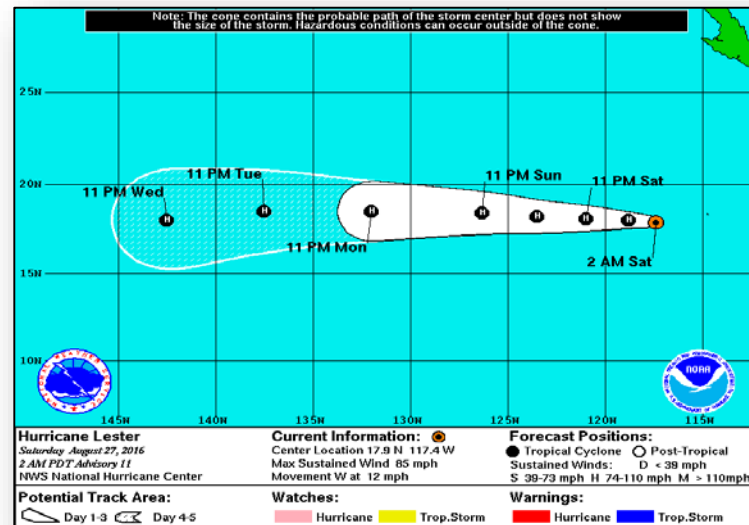 Note: The cone contains the probable path of the storm center but does not show
the size of the storm. Hazardous conditions can occur outside of the cone.
25N
20N
15N
10N
11 PM Wed
11 PM Tue
11 PM Mon
11 PM Sun
11 PM Sat
2 AM Sat
H H H H H H H
NOAA
145W 140W 135W 130W 125W 120W 115W
Hurricane Lester
Saturday August 27, 2016
2 AM PDT Advisory 11
NWS National Hurricane Center
Current Information:
Center Location 17.9 N 117.4 W
Max Sustained Wind 85 mph
Movement W at 12 mph
Forecast Positions:
Tropical Cyclone Post-Tropical
Sustained Winds: D < 39 mph
S 39-73 mph H 74-110 mph M > 110mph
Potential Track Area:
Day 1-3 Day 4-5
Watches:
Hurricane Trop.Storm
Warnings:
Hurricane Trop.Storm